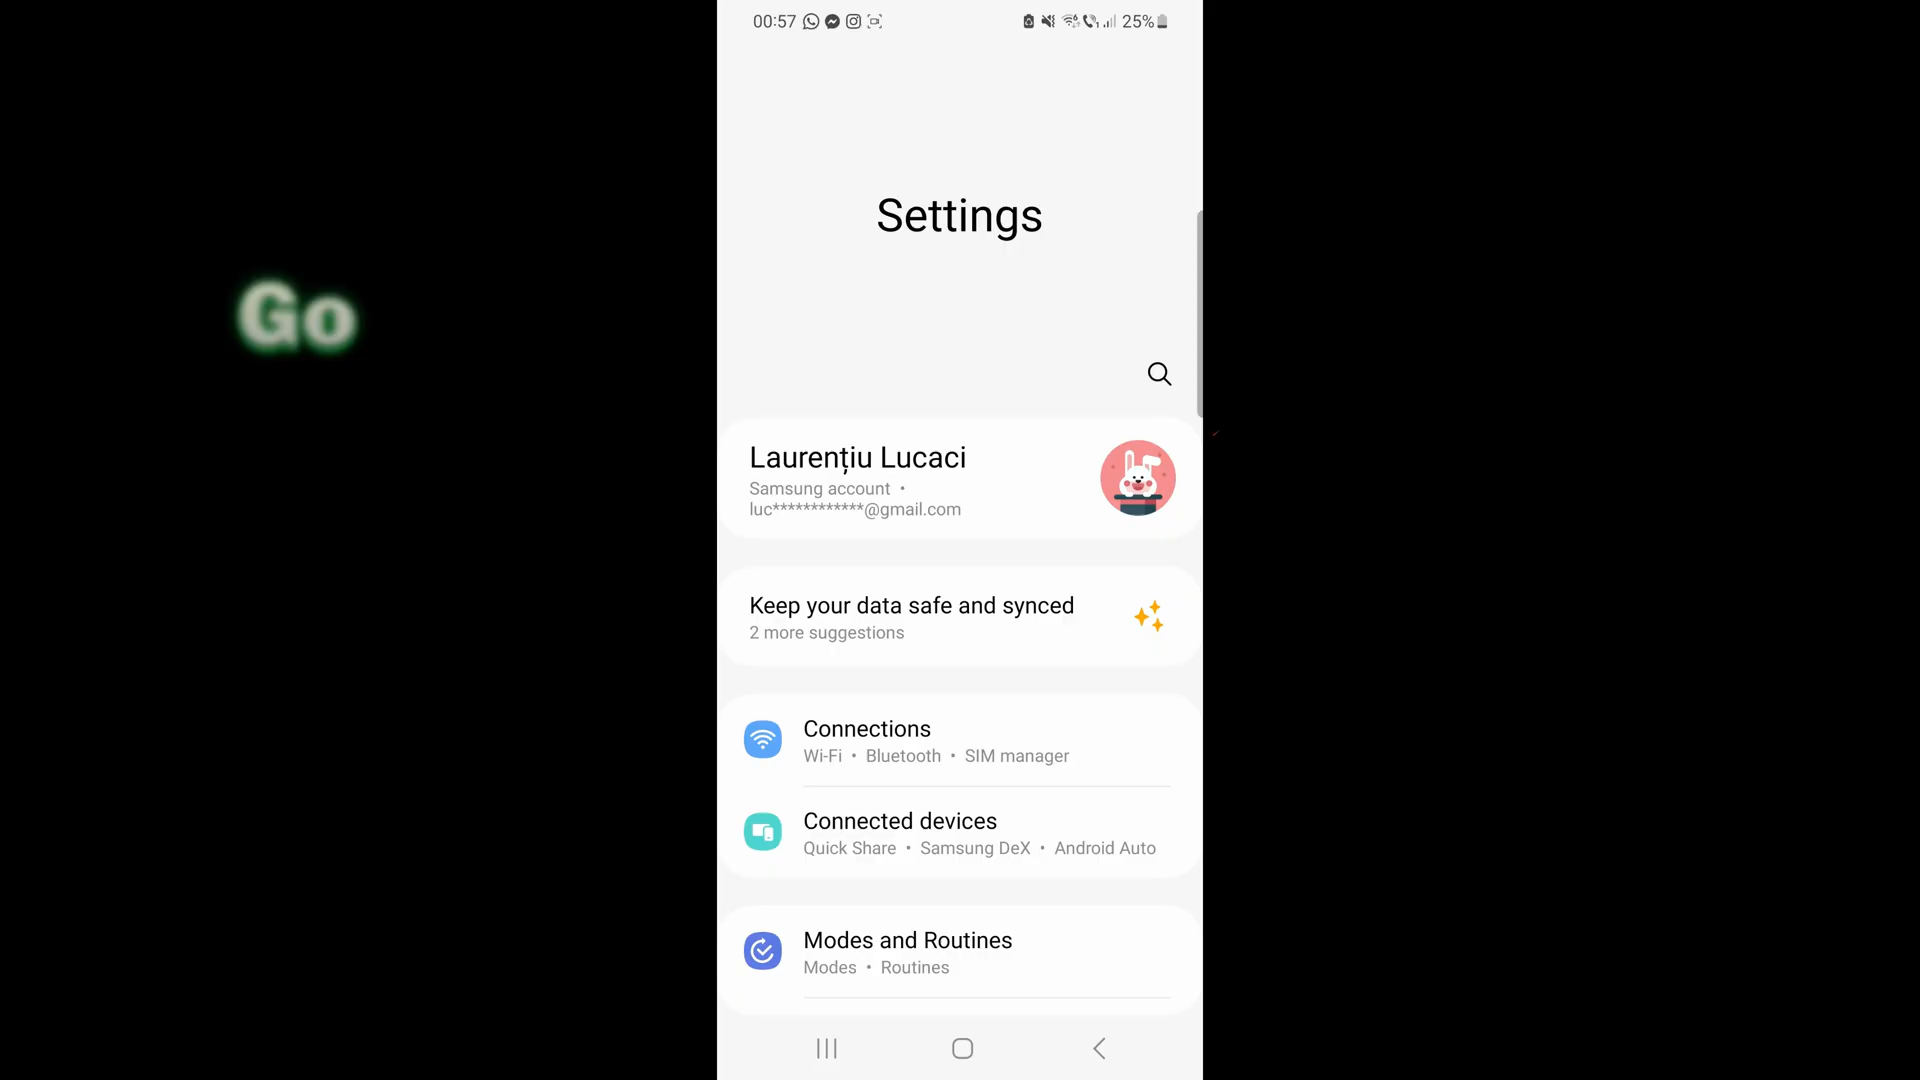 00:57
25%
Settings
Go
Laurențiu Lucaci
Samsung account •
luc************@gmail.com
Keep your data safe and synced
2 more suggestions
Connections
Wi-Fi • Bluetooth • SIM manager
Connected devices
Quick Share • Samsung DeX • Android Auto
Modes and Routines
Modes • Routines